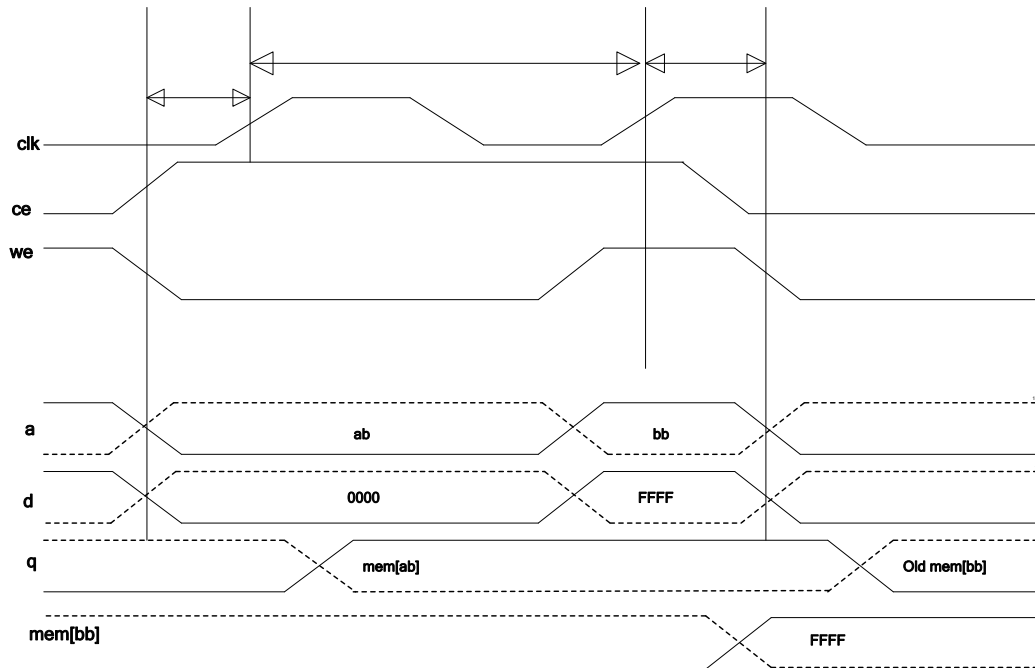 clk
ce
we
a
ab
bb
d
0000
FFFF
q
mem[ab]
Old mem[bb]
mem[bb]
FFFF